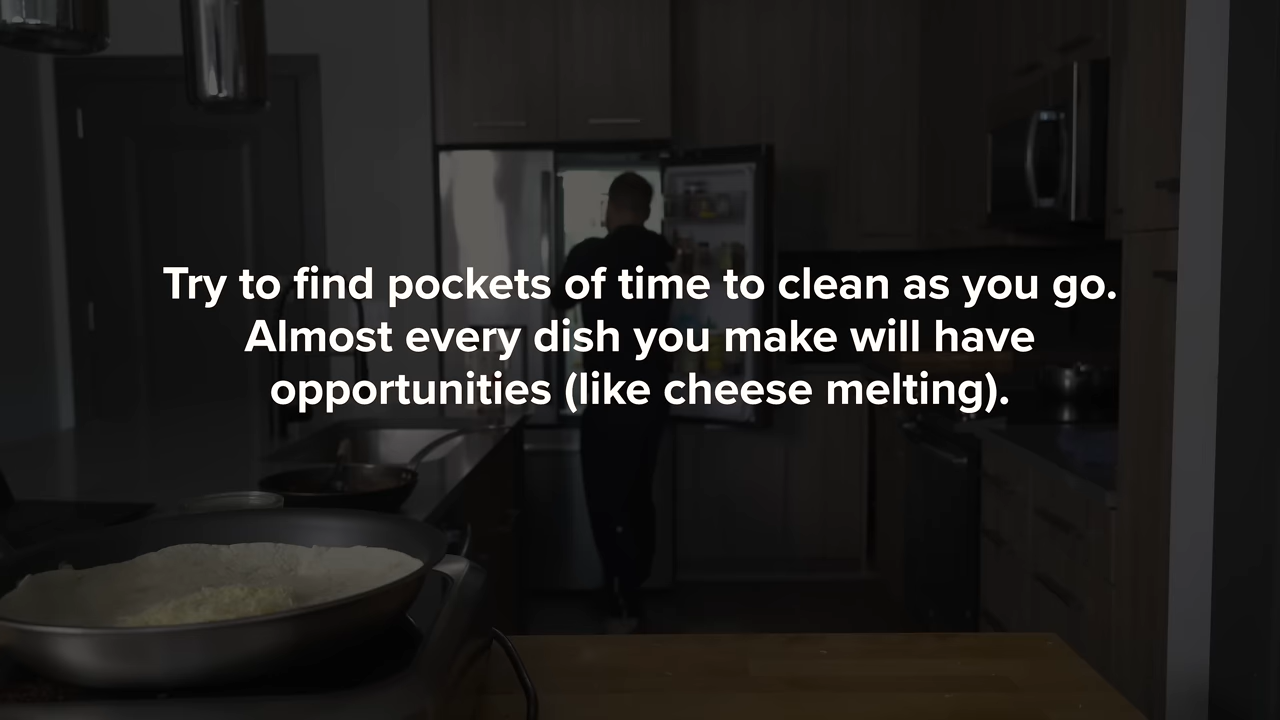 Try to find pockets of time to clean as you go.
Almost every dish you make will have
opportunities (like cheese melting).